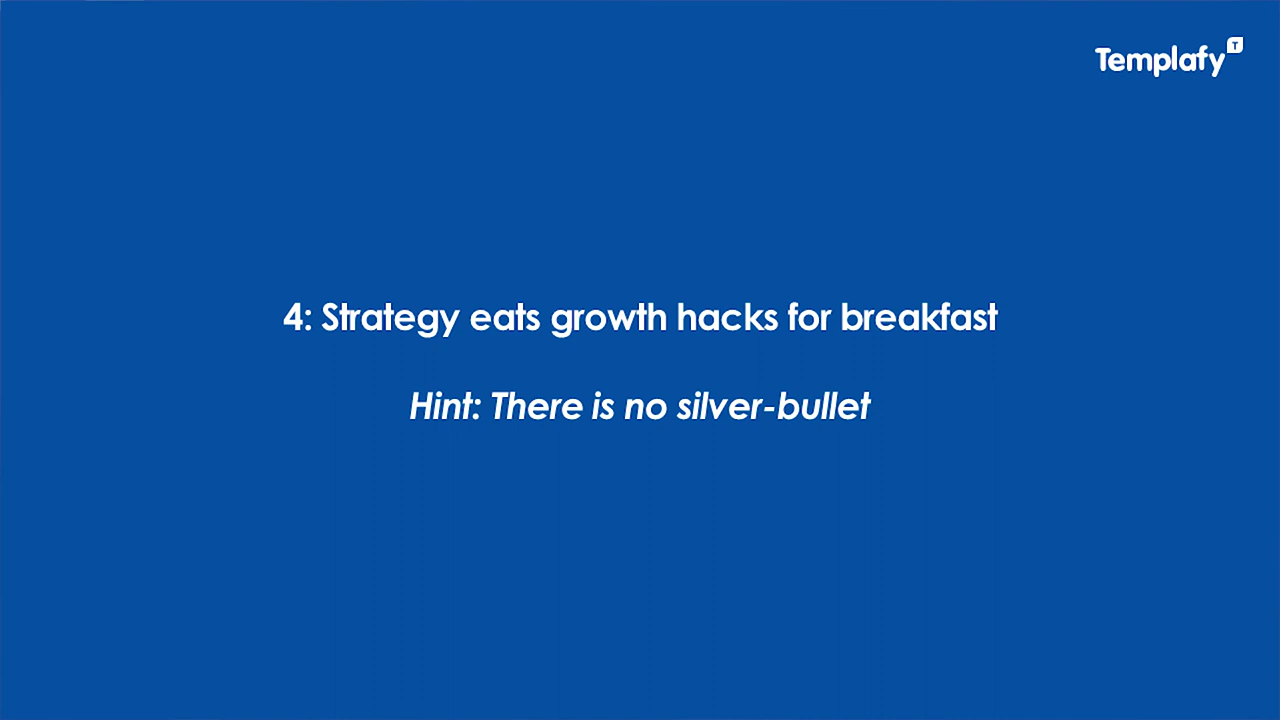 Templafy T
4: Strategy eats growth hacks for breakfast
Hint: There is no silver-bullet